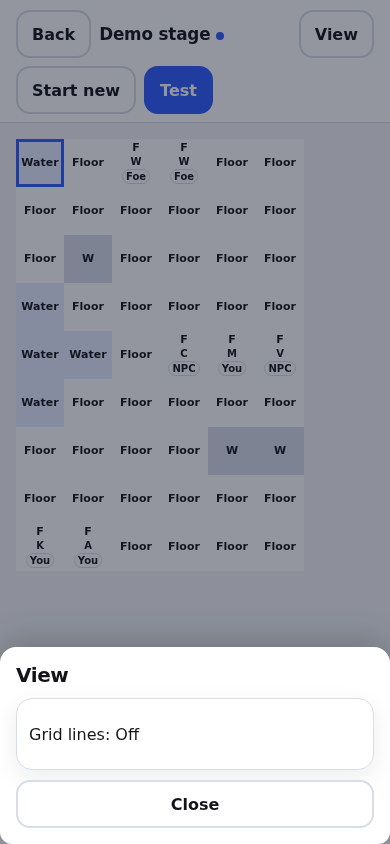 Back Demo stage View
Start new Test
Water Floor F W Foe F W Foe Floor Floor
Floor Floor Floor Floor Floor Floor
Floor W Floor Floor Floor Floor
Water Floor Floor Floor Floor Floor
Water Water Floor F C NPC F M You F V NPC
Water Floor Floor Floor Floor Floor
Floor Floor Floor Floor W W
Floor Floor Floor Floor Floor Floor
F K You F A You Floor Floor Floor Floor
View
Grid lines: Off
Close